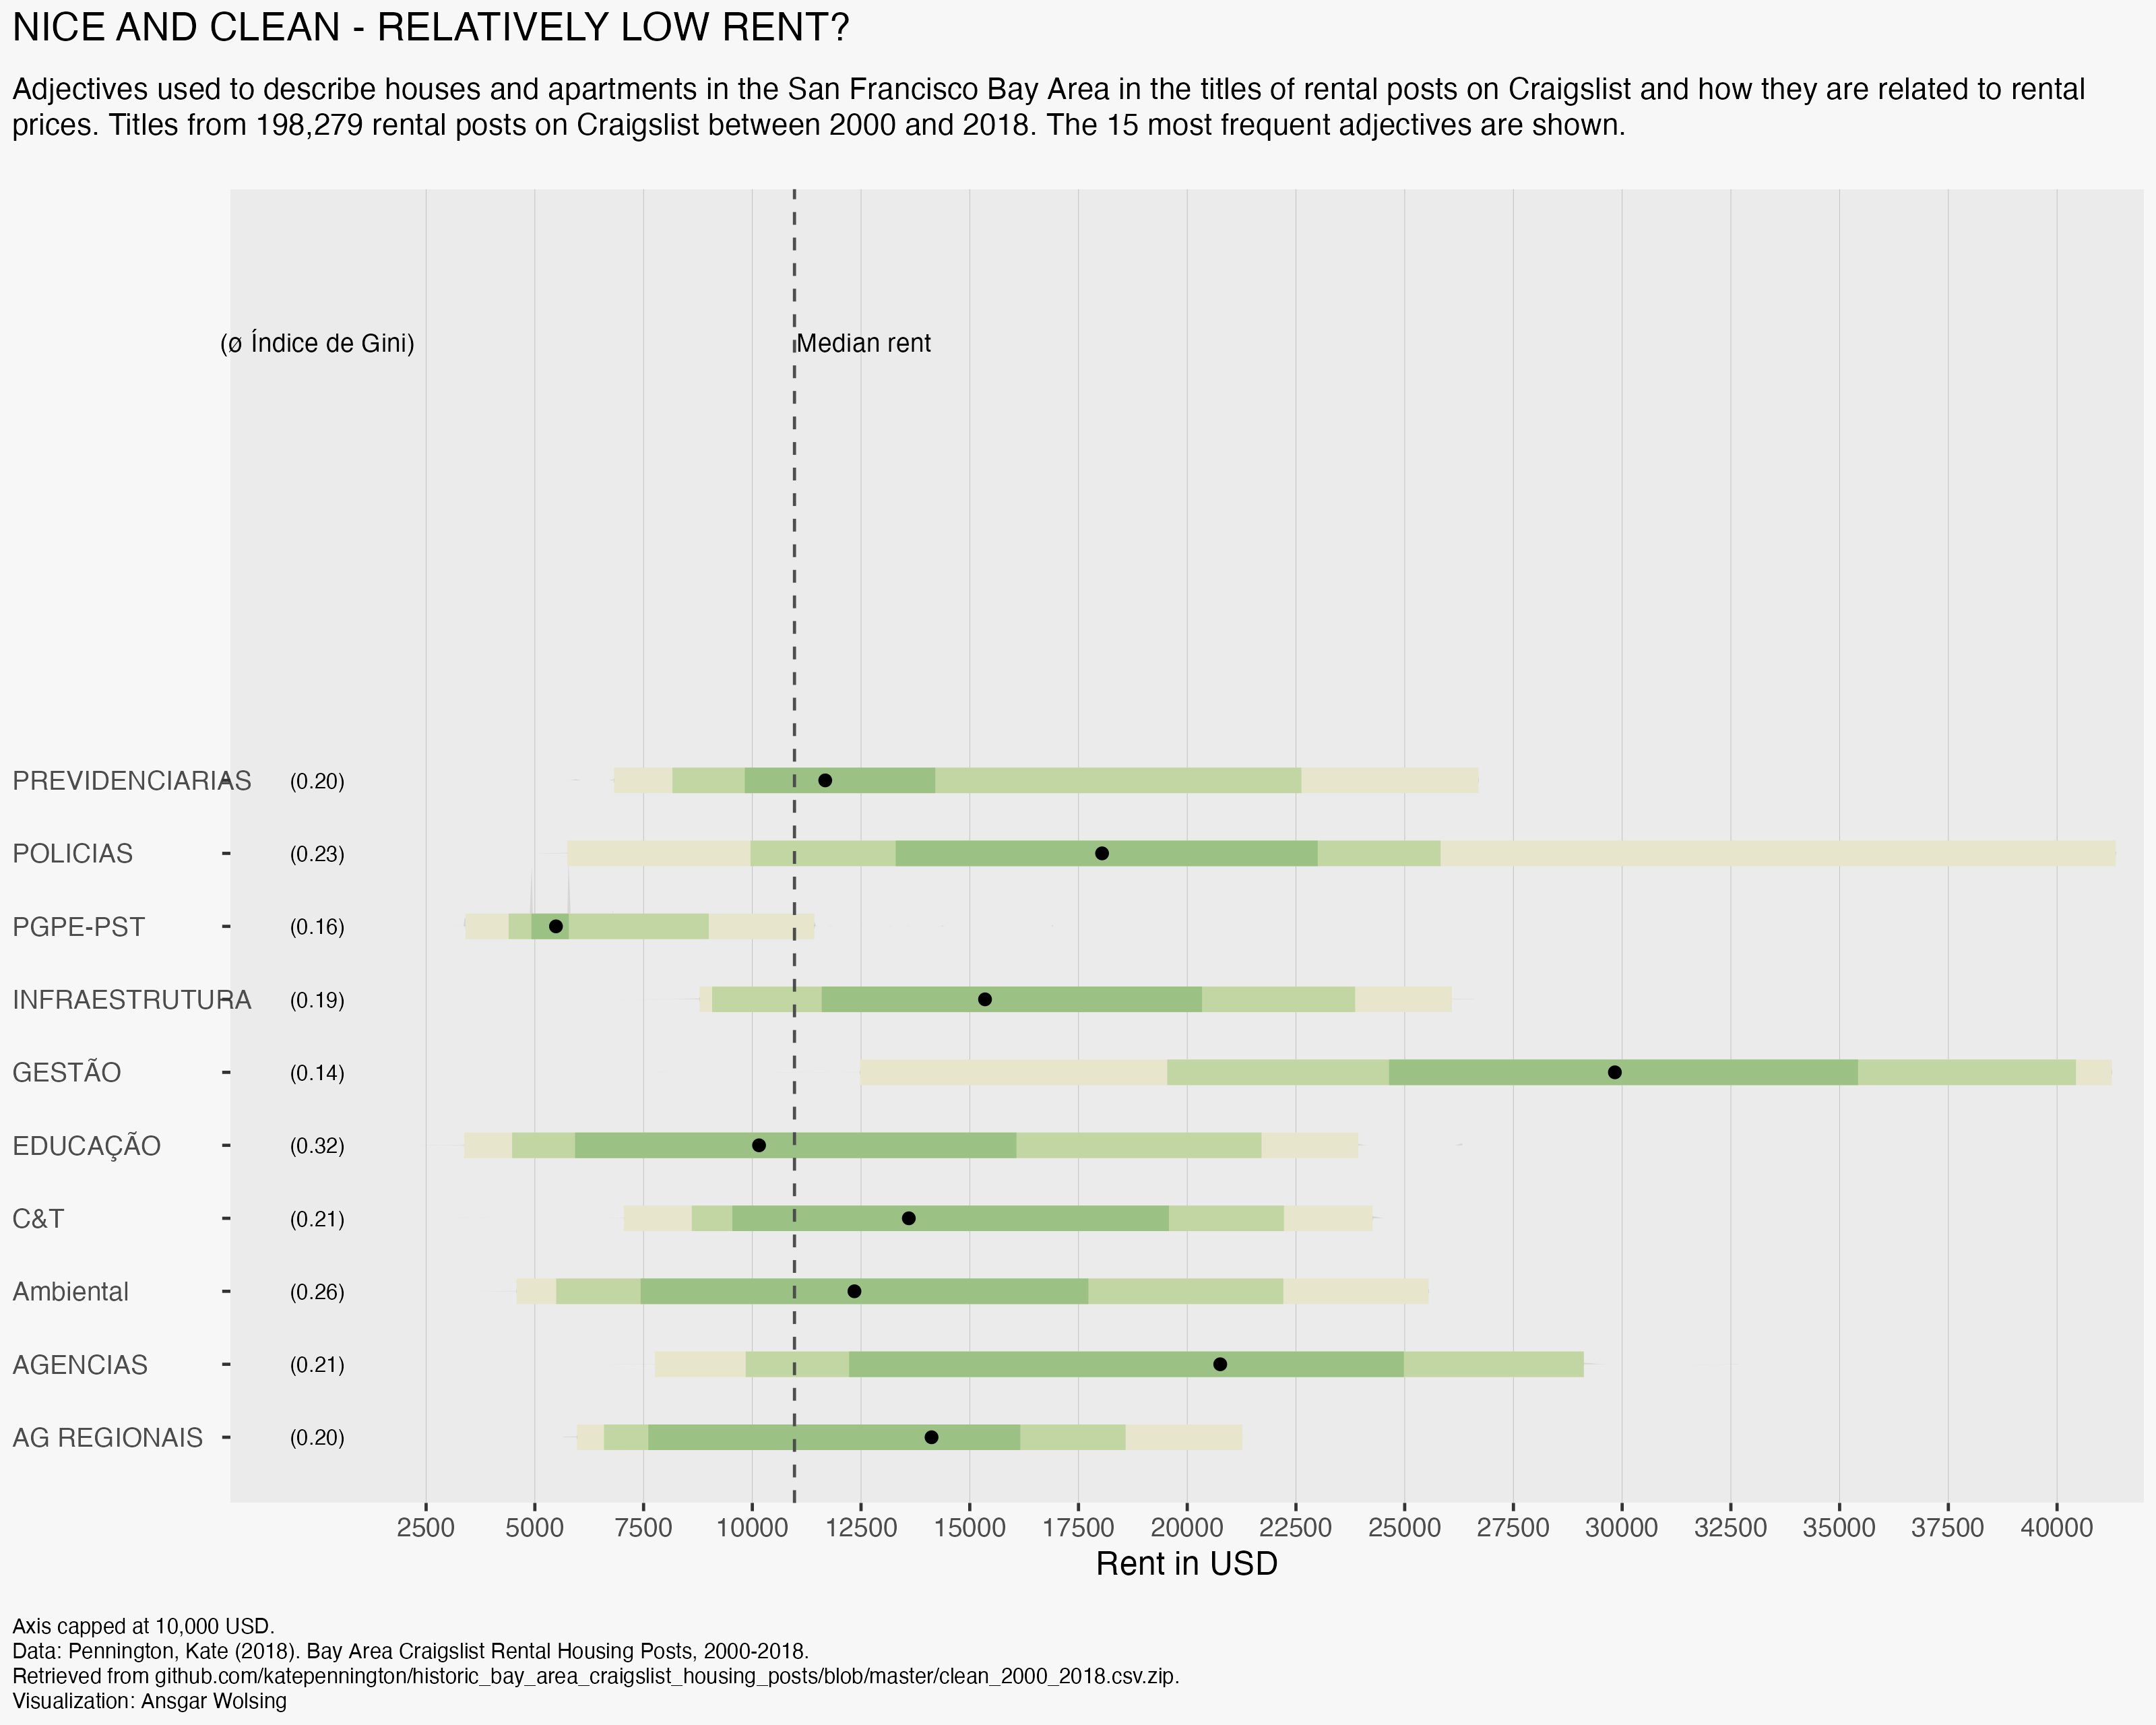 NICE AND CLEAN - RELATIVELY LOW RENT?
Adjectives used to describe houses and apartments in the San Francisco Bay Area in the titles of rental posts on Craigslist and how they are related to rental
prices. Titles from 198,279 rental posts on Craigslist between 2000 and 2018. The 15 most frequent adjectives are shown.
(ø Índice de Gini) Median rent
PREVIDENCIARIAS (0.20)
POLICIAS (0.23)
PGPE-PST (0.16)
INFRAESTRUTURA (0.19)
GESTÃO (0.14)
EDUCAÇÃO (0.32)
C&T (0.21)
Ambiental (0.26)
AGENCIAS (0.21)
AG REGIONAIS (0.20)
2500 5000 7500 10000 12500 15000 17500 20000 22500 25000 27500 30000 32500 35000 37500 40000
Rent in USD
Axis capped at 10,000 USD.
Data: Pennington, Kate (2018). Bay Area Craigslist Rental Housing Posts, 2000-2018.
Retrieved from github.com/katepennington/historic_bay_area_craigslist_housing_posts/blob/master/clean_2000_2018.csv.zip.
Visualization: Ansgar Wolsing